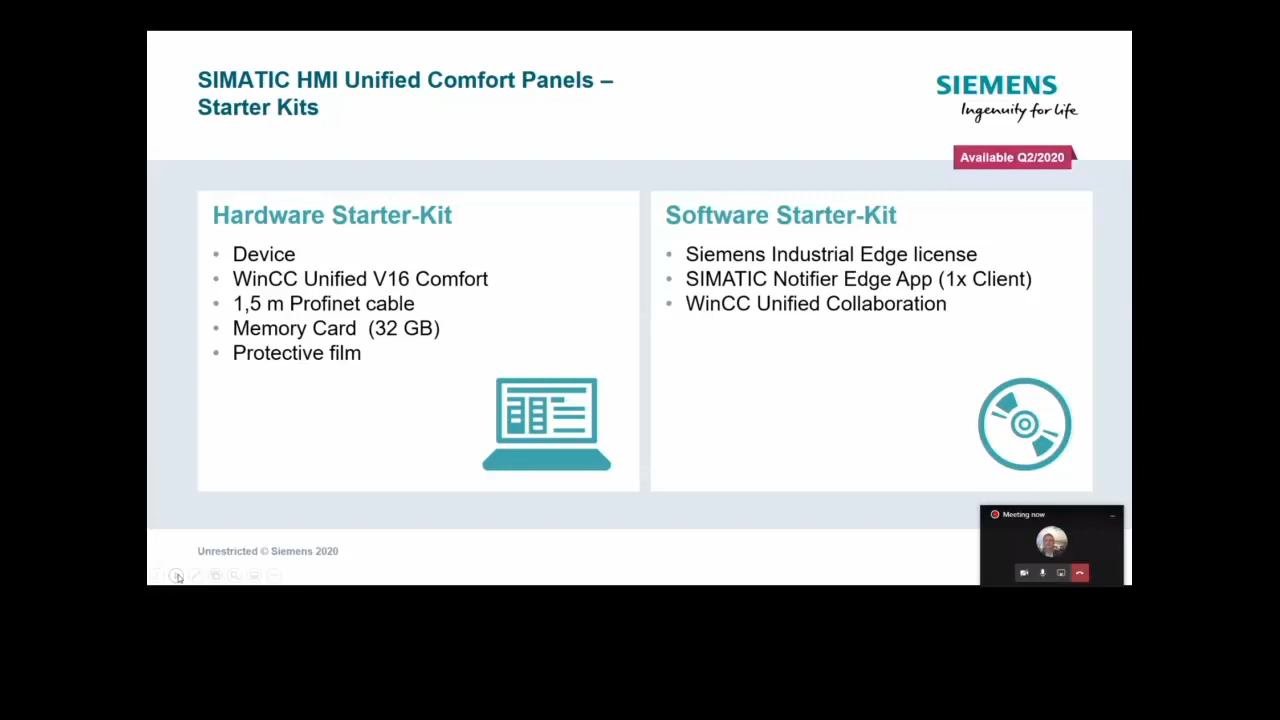 SIMATIC HMI Unified Comfort Panels –
Starter Kits
SIEMENS
Ingenuity for life
Available Q2/2020
Hardware Starter-Kit
• Device
• WinCC Unified V16 Comfort
• 1,5 m Profinet cable
• Memory Card (32 GB)
• Protective film
Software Starter-Kit
• Siemens Industrial Edge license
• SIMATIC Notifier Edge App (1x Client)
• WinCC Unified Collaboration
Unrestricted © Siemens 2020
Meeting now